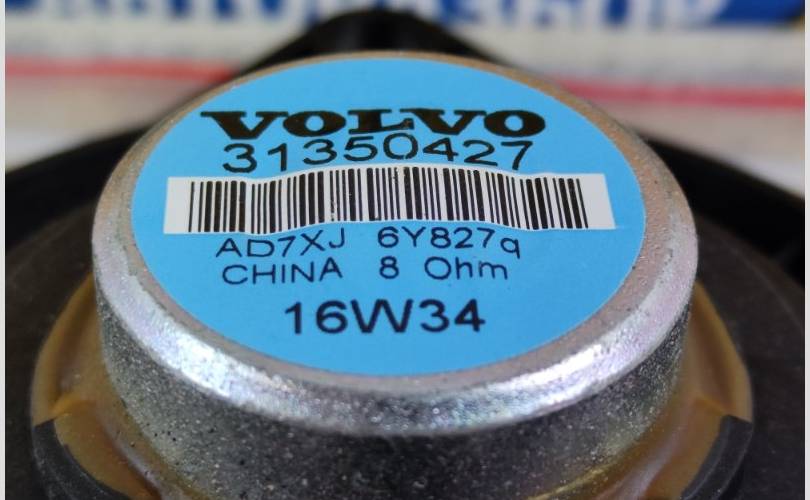 VOLVO
31350427
AD7XJ 6Y827q
CHINA 8 Ohm
16W34